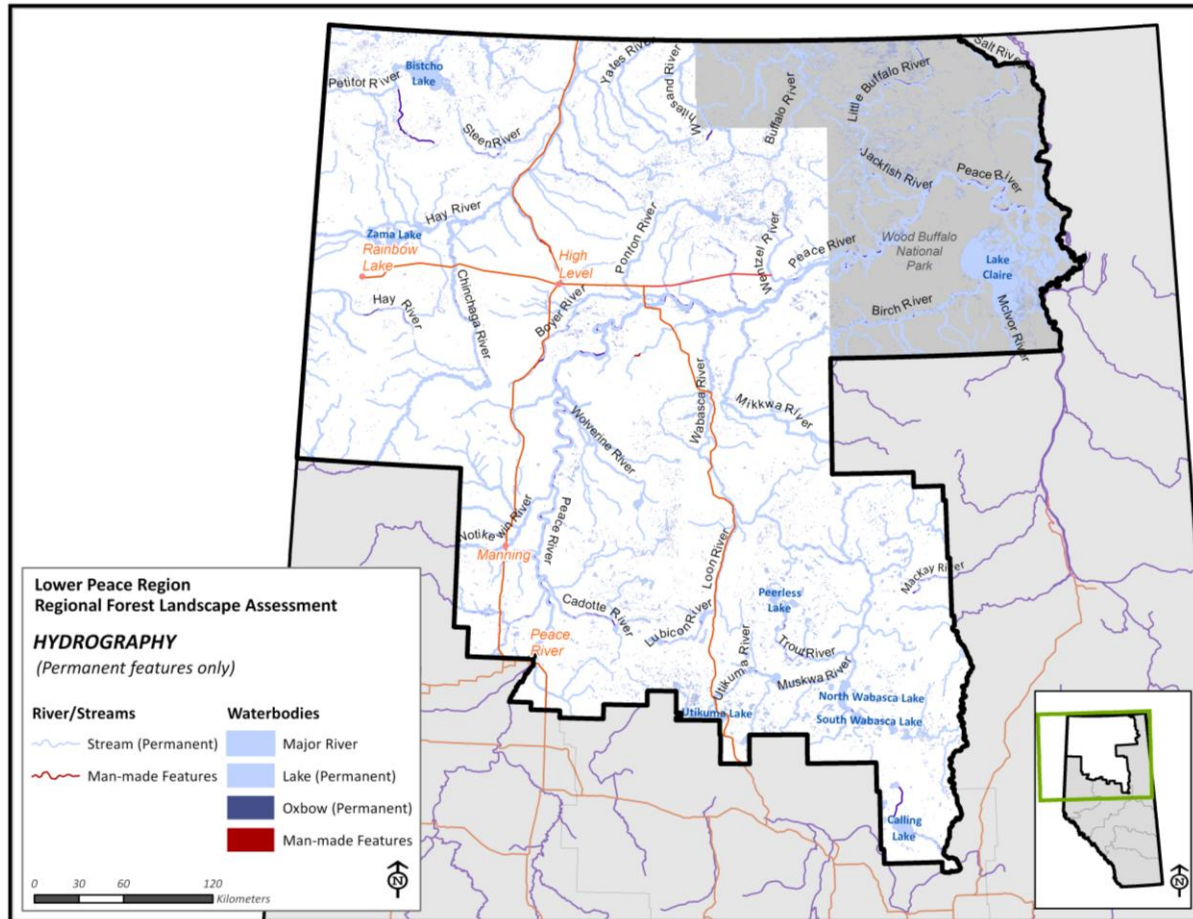 Salt River
Yates River
Whitesand River
Buffalo River
Little Buffalo River
Bistcho
Lake
Petitot River
Steen River
Jackfish River
Peace River
Hay River
Zama Lake
Rainbow
Lake
High
Level
Ponton River
Wentzel River
Peace River
Wood Buffalo
National
Park
Lake
Claire
Hay River
Chinchaga River
Boyer River
Birch River
McIvor River
Wabasca River
Mikkwa River
Wolverine River
Notikewin River
Manning
Peace River
Loon River
MacKay River
Peerless
Lake
Cadotte River
Lubicon River
Trout River
Peace
River
Utikuma River
Muskwa River
North Wabasca Lake
South Wabasca Lake
Utikuma Lake
Calling
Lake
Lower Peace Region
Regional Forest Landscape Assessment
HYDROGRAPHY
(Permanent features only)
River/Streams
Stream (Permanent)
Man-made Features
Waterbodies
Major River
Lake (Permanent)
Oxbow (Permanent)
Man-made Features
0 30 60 120
Kilometers
N
N